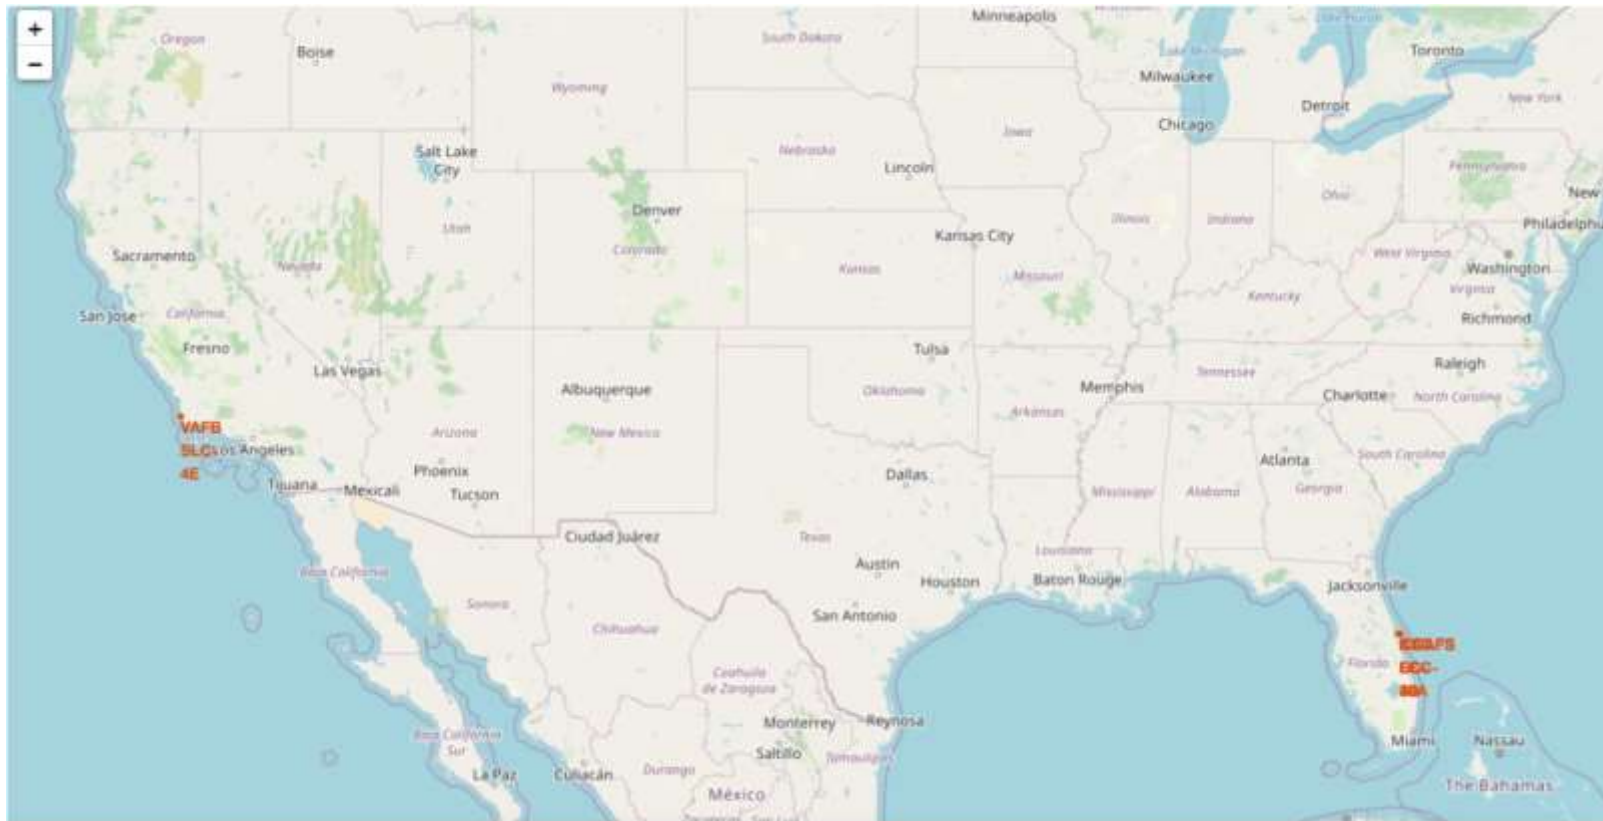 +
−
Oregon
Boise
South Dakota
Minneapolis
Lake Huron
Toronto
Wyoming
Lake Michigan
Milwaukee
New York
Detroit
Chicago
Iowa
Salt Lake
City
Nebraska
Lincoln
Pennsylvania
New
Denver
Illinois
Indiana
Ohio
Philadelphi
Utah
Kansas City
Sacramento
Nevada
Colorado
Kansas
Missouri
West Virginia
Washington
Virginia
Kentucky
San Jose
California
Richmond
Fresno
Las Vegas
Tulsa
Raleigh
Tennessee
Albuquerque
Oklahoma
Memphis
Charlotte
North Carolina
Arkansas
VAFB
SLC-
4E
Los Angeles
Arizona
New Mexico
Phoenix
Dallas
Atlanta
South Carolina
Tijuana
Mexicali
Tucson
Mississippi
Alabama
Georgia
Ciudad Juárez
Texas
Louisiana
Austin
Houston
Baton Rouge
Jacksonville
Baja California
Sonora
San Antonio
Chihuahua
Florida
Coahuila
de Zaragoza
Monterrey
Reynosa
Baja California
Sur
Saltillo
Tamaulipas
Miami
Nassau
La Paz
Culiacán
Durango
México
The Bahamas